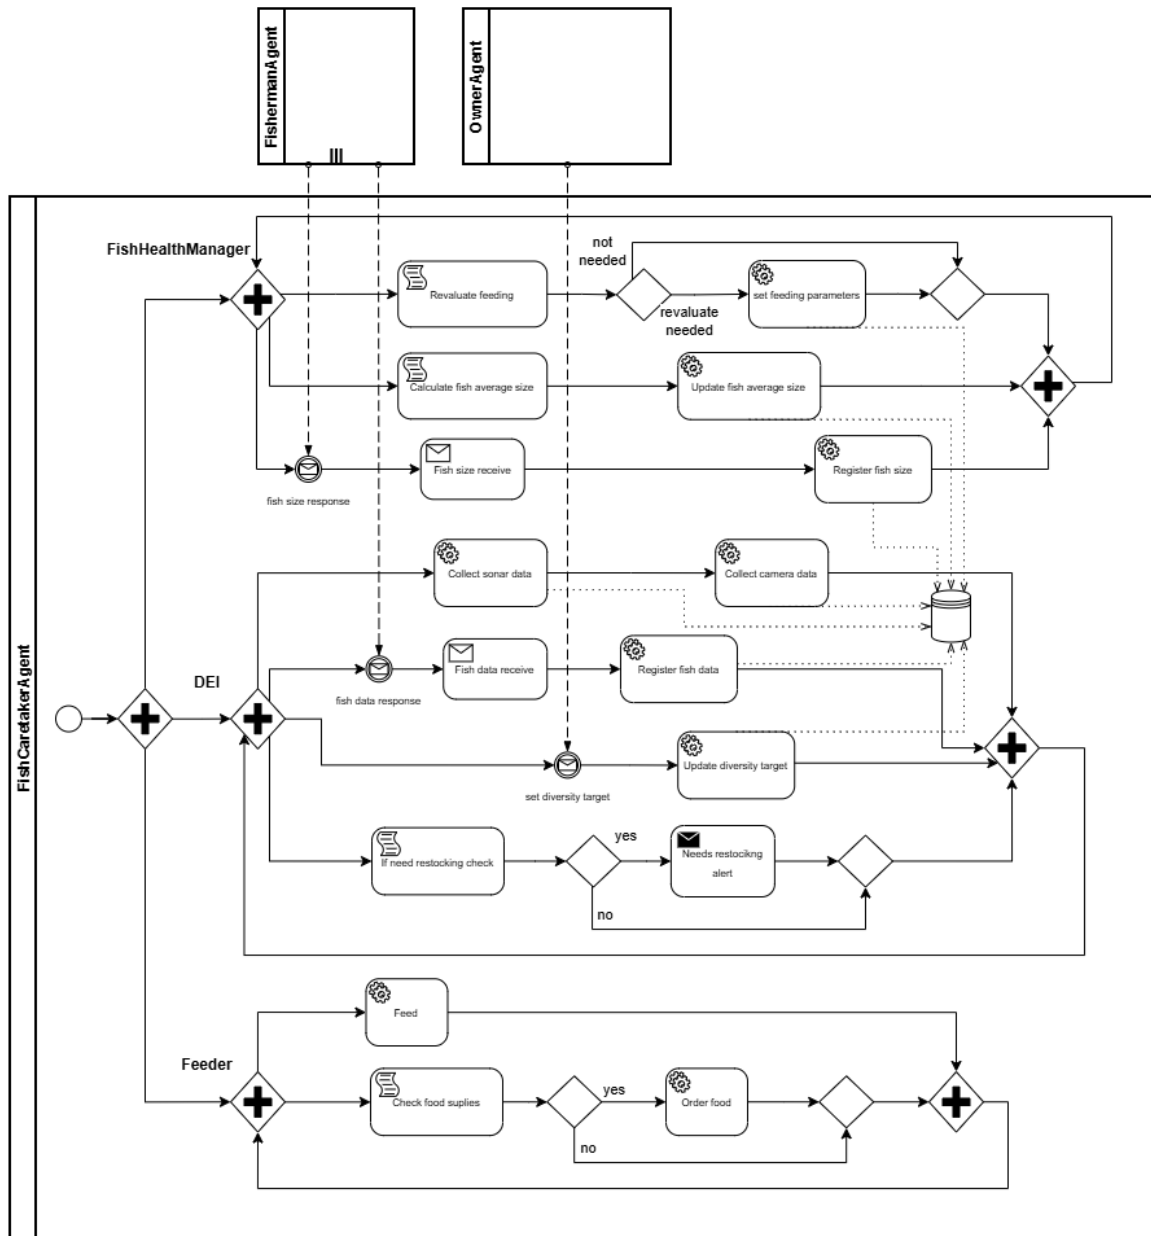 FishermanAgent
OwnerAgent
FishCaretakerAgent
FishHealthManager
not
needed
Revaluate feeding
set feeding parameters
revaluate
needed
Calculate fish average size
Update fish average size
Fish size receive
Register fish size
fish size response
Collect sonar data
Collect camera data
DEI
Fish data receive
Register fish data
fish data response
Update diversity target
set diversity target
yes
If need restocking check
Needs restocikng
alert
no
Feed
Feeder
yes
Check food suplies
Order food
no